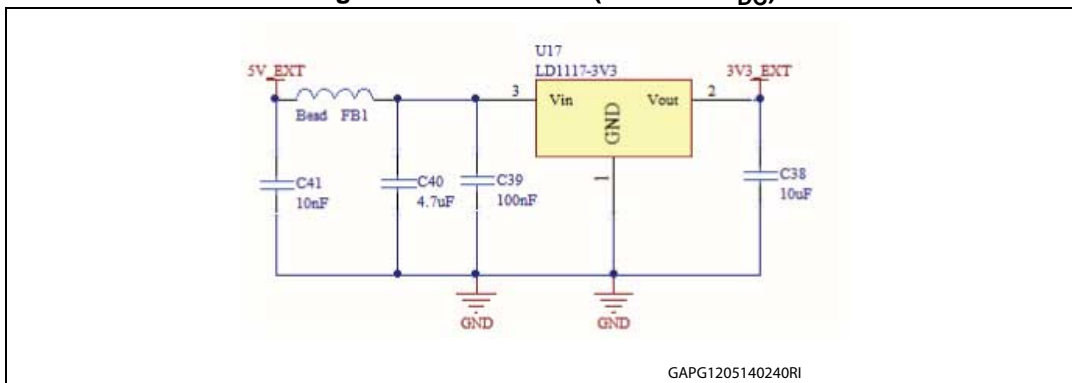 DC
U17
LD1117-3V3
5V_EXT
3V3_EXT
3
Vin
Vout
2
Bead FB1
GND
1
C41
10nF
C40
4.7uF
C39
100nF
C38
10uF
GND
GND
GAPG1205140240RI